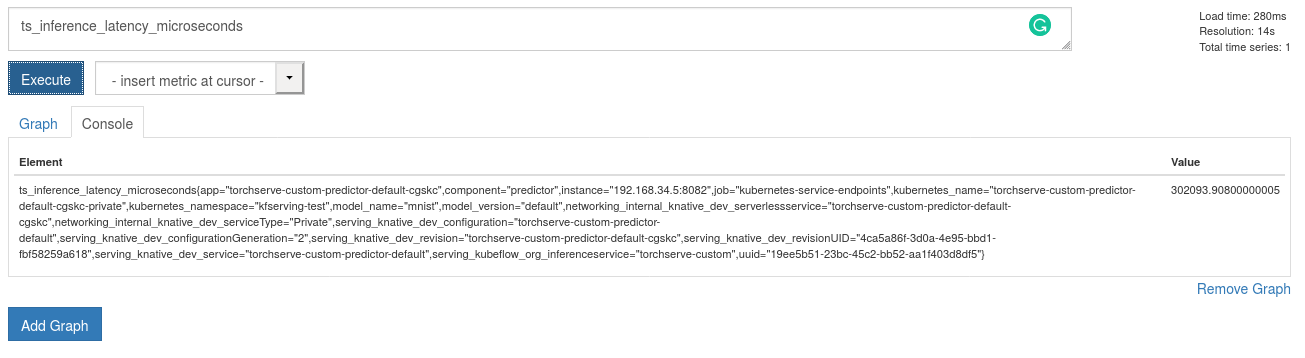 ts_inference_latency_microseconds
Load time: 280ms
Resolution: 14s
Total time series: 1
Execute
- insert metric at cursor -
Graph
Console
Element
Value
ts_inference_latency_microseconds{app="torchserve-custom-predictor-default-cgskc",component="predictor",instance="192.168.34.5:8082",job="kubernetes-service-endpoints",kubernetes_name="torchserve-custom-predictor-
302093.90800000005
default-cgskc-private",kubernetes_namespace="kfserving-test",model_name="mnist",model_version="default",networking_internal_knative_dev_serverlessservice="torchserve-custom-predictor-default-
cgskc",networking_internal_knative_dev_serviceType="Private",serving_knative_dev_configuration="torchserve-custom-predictor-
default",serving_knative_dev_configurationGeneration="2",serving_knative_dev_revision="torchserve-custom-predictor-default-cgskc",serving_knative_dev_revisionUID="4ca5a86f-3d0a-4e95-bbd1-
fbf58259a618",serving_knative_dev_service="torchserve-custom-predictor-default",serving_kubeflow_org_inferenceservice="torchserve-custom",uuid="19ee5b51-23bc-45c2-bb52-aa1f403d8df5"}
Remove Graph
Add Graph